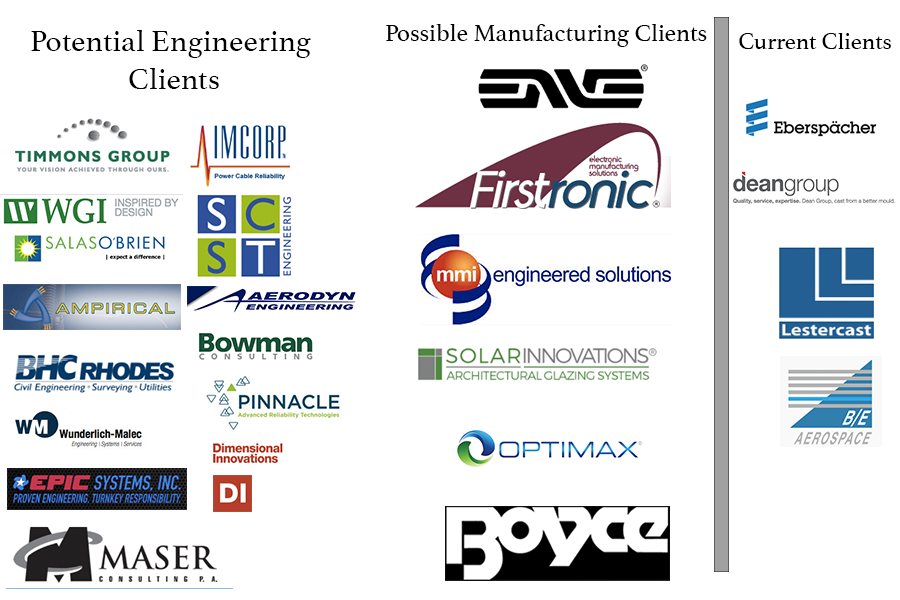 Potential Engineering
Clients
TIMMONS GROUP
YOUR VISION ACHIEVED THROUGH OURS.
IMCORP
Power Cable Reliability
WGI INSPIRED BY
DESIGN
SALASO'BRIEN
| expect a difference |
S C
S T
ENGINEERING
AMPIRICAL
AERODYN
ENGINEERING
BHC RHODES
Civil Engineering • Surveying • Utilities
Bowman
CONSULTING
PINNACLE
Advanced Reliability Technologies
WM
Wunderlich-Malec
Engineering | Systems | Services
Dimensional
Innovations
DI
EPIC SYSTEMS, INC.
PROVEN ENGINEERING. TURNKEY RESPONSIBILITY.
MASER
CONSULTING P.A.
Possible Manufacturing Clients
ENVE®
electronic
manufacturing
solutions
Firstronic®
mmi engineered solutions
SOLAR INNOVATIONS®
ARCHITECTURAL GLAZING SYSTEMS
OPTIMAX®
Boyce
Current Clients
Eberspächer
deangroup
Quality, service, expertise. Dean Group, cast from a better mould.
Lestercast
B/E
AEROSPACE